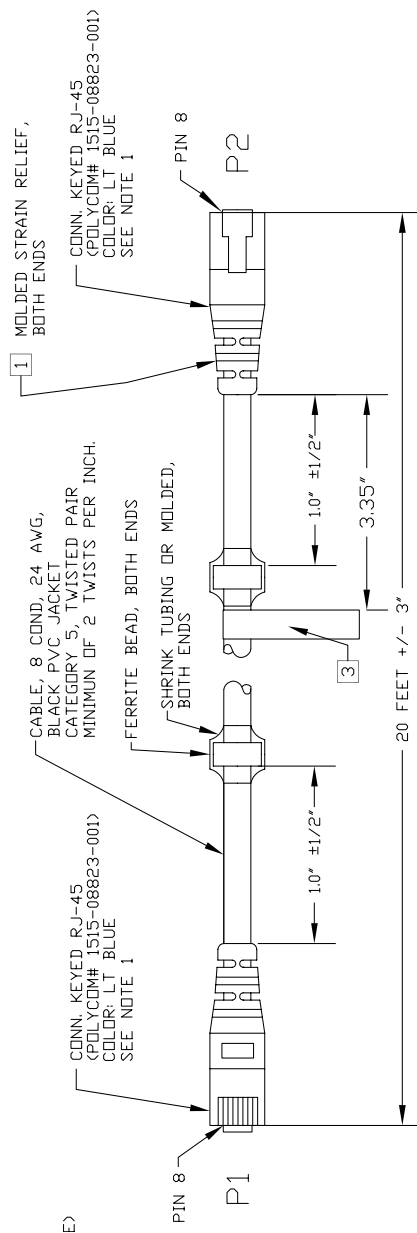 E)
CONN. KEYED RJ-45
(POLYCOM# 1515-08823-001)
COLOR: LT BLUE
SEE NOTE 1
PIN 8
P1
CABLE, 8 COND, 24 AWG,
BLACK PVC JACKET
CATEGORY 5, TWISTED PAIR
MINIMUN OF 2 TWISTS PER INCH.
FERRITE BEAD, BOTH ENDS
SHRINK TUBING OR MOLDED,
BOTH ENDS
1 MOLDED STRAIN RELIEF,
BOTH ENDS
CONN. KEYED RJ-45
(POLYCOM# 1515-08823-001)
COLOR: LT BLUE
SEE NOTE 1
PIN 8
P2
1.0" ±1/2"
1.0" ±1/2"
3.35"
3
20 FEET +/- 3"